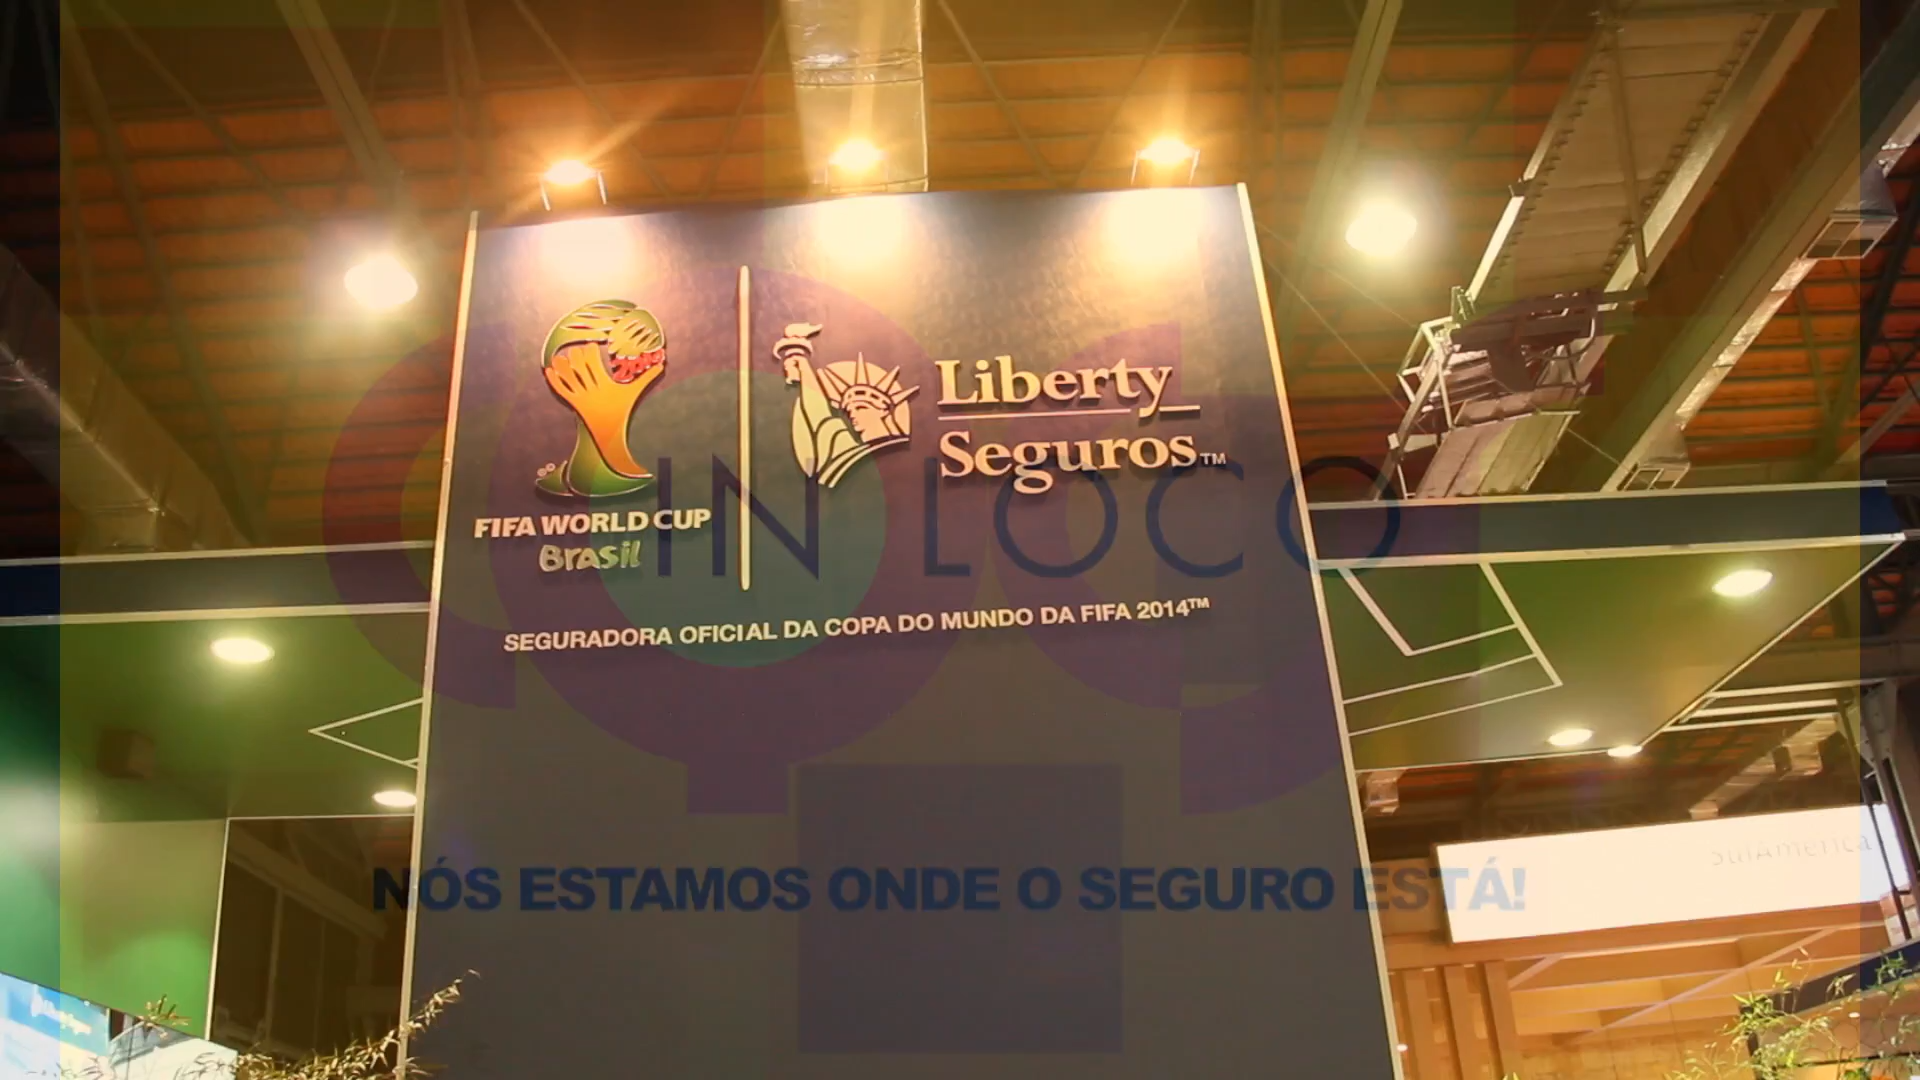 Liberty
Seguros™
FIFA WORLD CUP
Brasil
IN LOCO
SEGURADORA OFICIAL DA COPA DO MUNDO DA FIFA 2014™
SulAmérica
NÓS ESTAMOS ONDE O SEGURO ESTÁ!